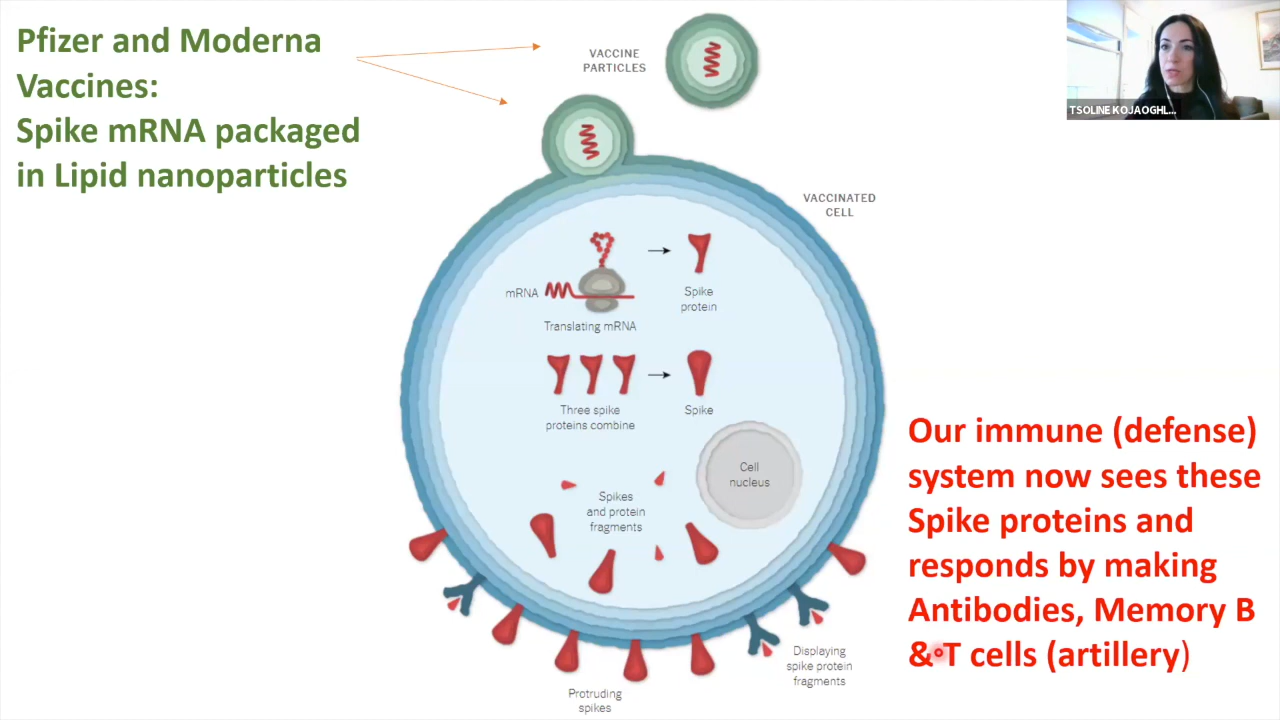 Pfizer and Moderna
Vaccines:
Spike mRNA packaged
in Lipid nanoparticles
VACCINE
PARTICLES
TSOLINE KOJAOGHL...
VACCINATED
CELL
mRNA
Translating mRNA
Spike
protein
Three spike
proteins combine
Spike
Cell
nucleus
Spikes
and protein
fragments
Our immune (defense)
system now sees these
Spike proteins and
responds by making
Antibodies, Memory B
& T cells (artillery)
Displaying
spike protein
fragments
Protruding
spikes